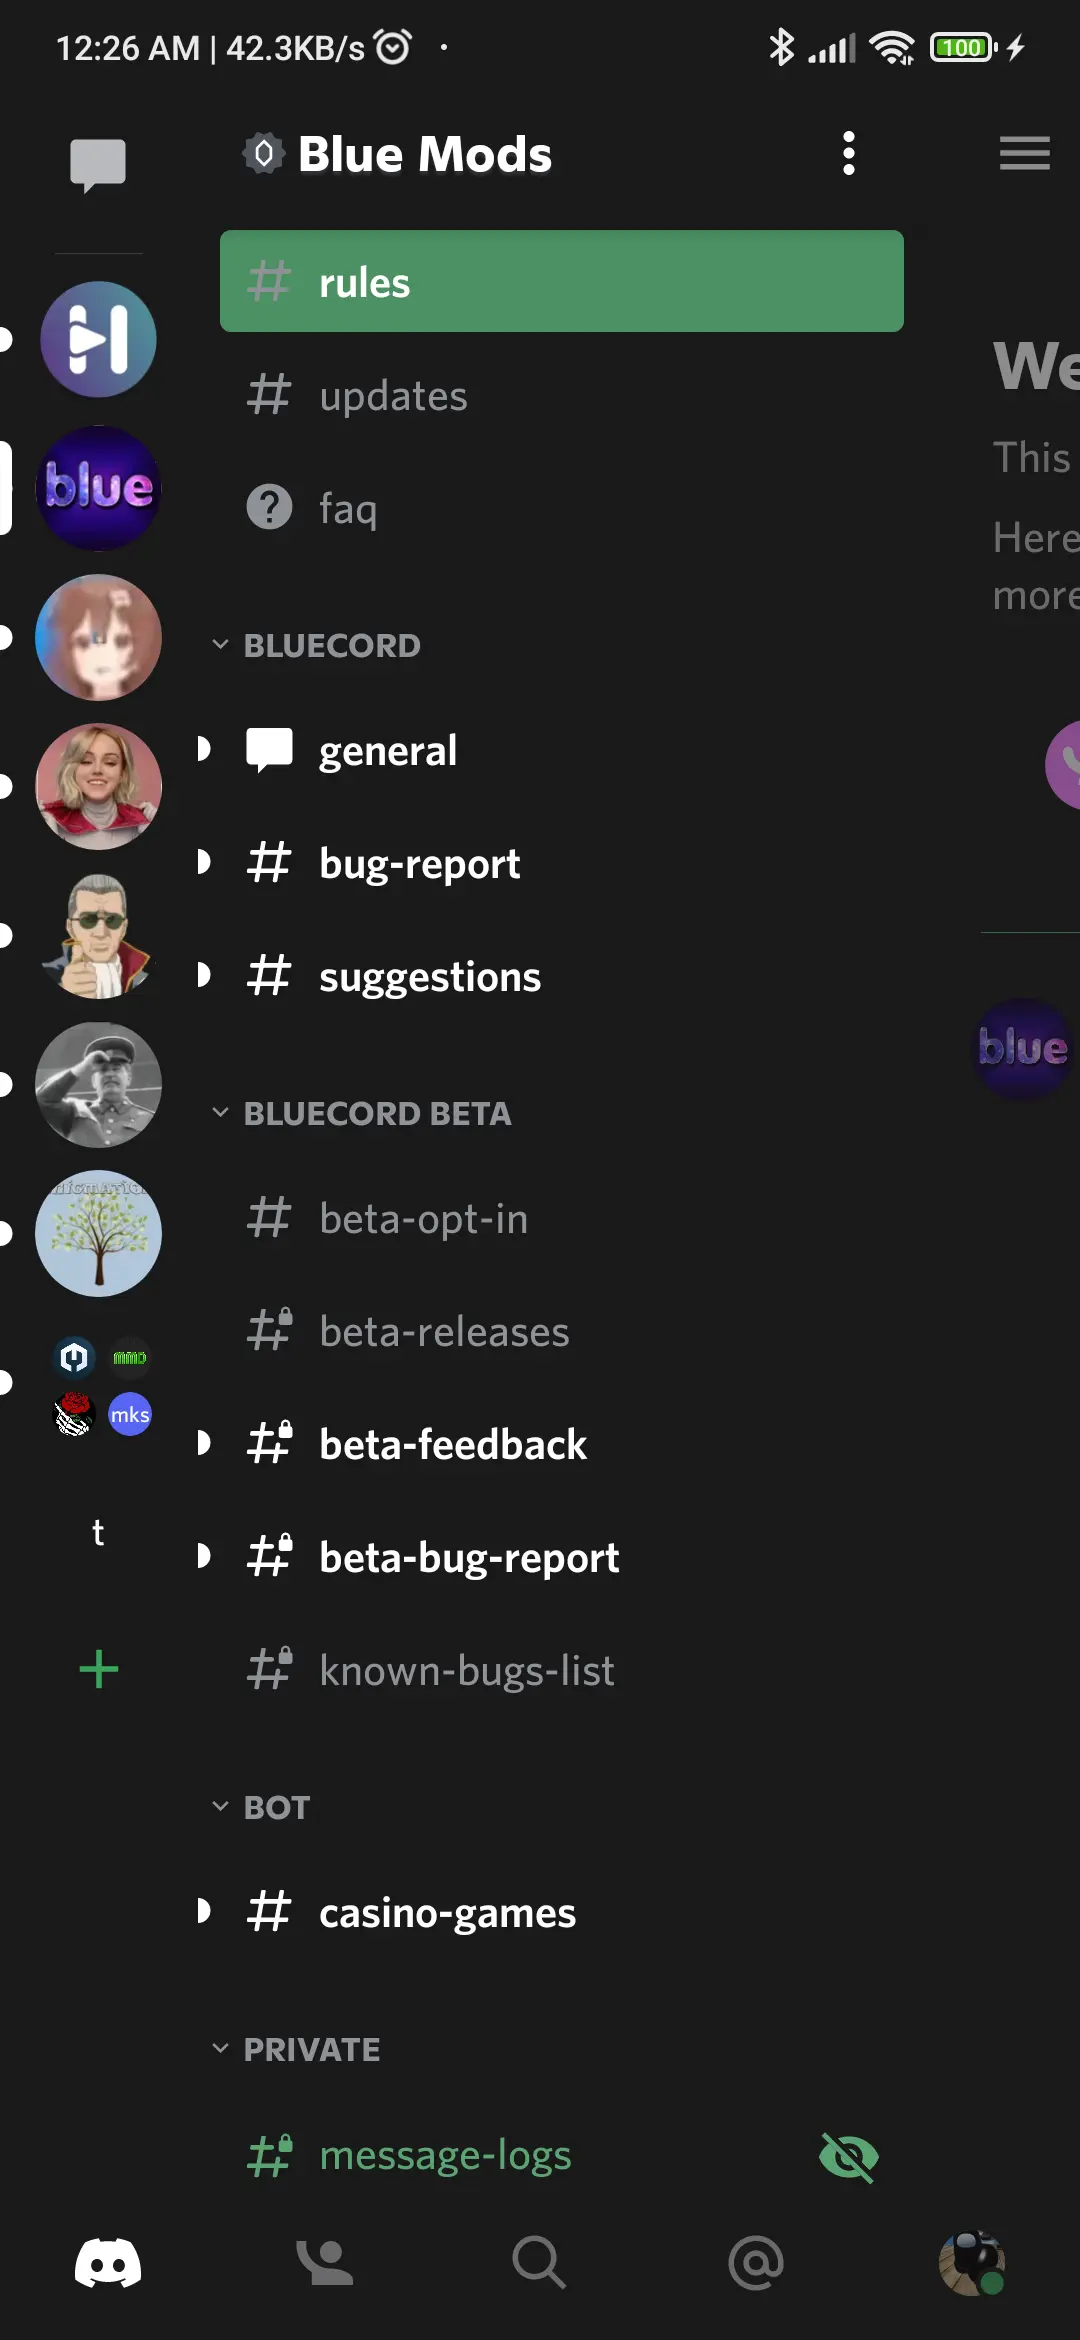 12:26 AM | 42.3KB/s
100
Blue Mods
rules
updates
faq
BLUECORD
general
bug-report
suggestions
BLUECORD BETA
beta-opt-in
beta-releases
beta-feedback
beta-bug-report
known-bugs-list
BOT
casino-games
PRIVATE
message-logs
blue
mmd
mks
t
We
This
Here
more
blue